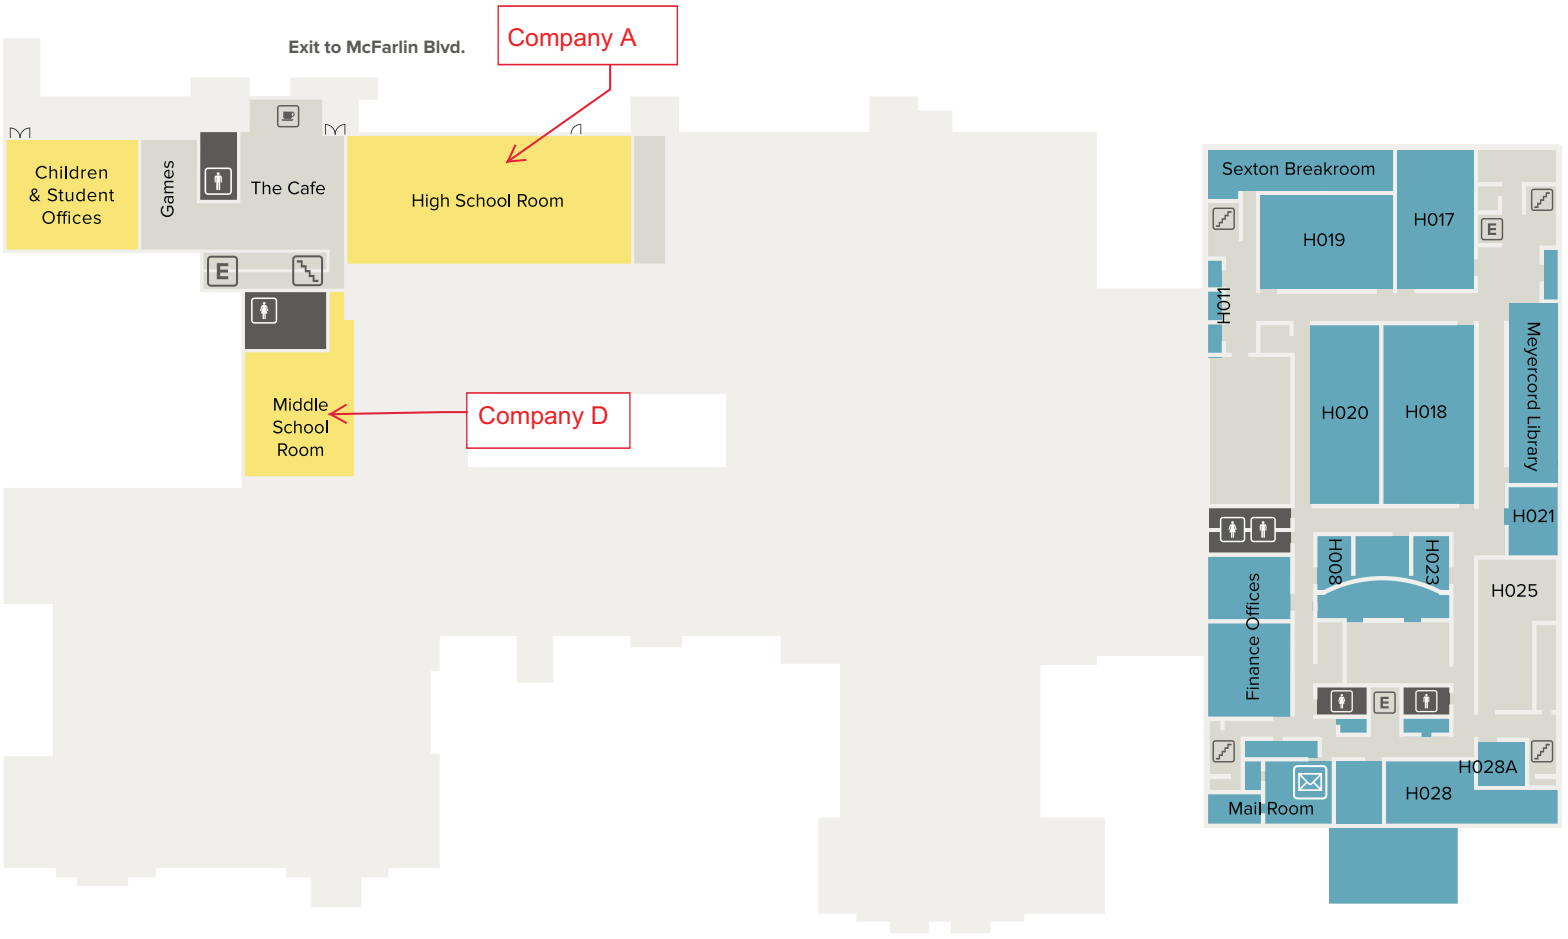 Company A
Exit to McFarlin Blvd.
Children
& Student
Offices
Games
The Cafe
High School Room
E
Middle
School
Room
Company D
Sexton Breakroom
H017
H019
E
H011
Meyercord Library
H020
H018
H021
H008
H023
H025
Finance Offices
E
H028A
H028
Mail Room